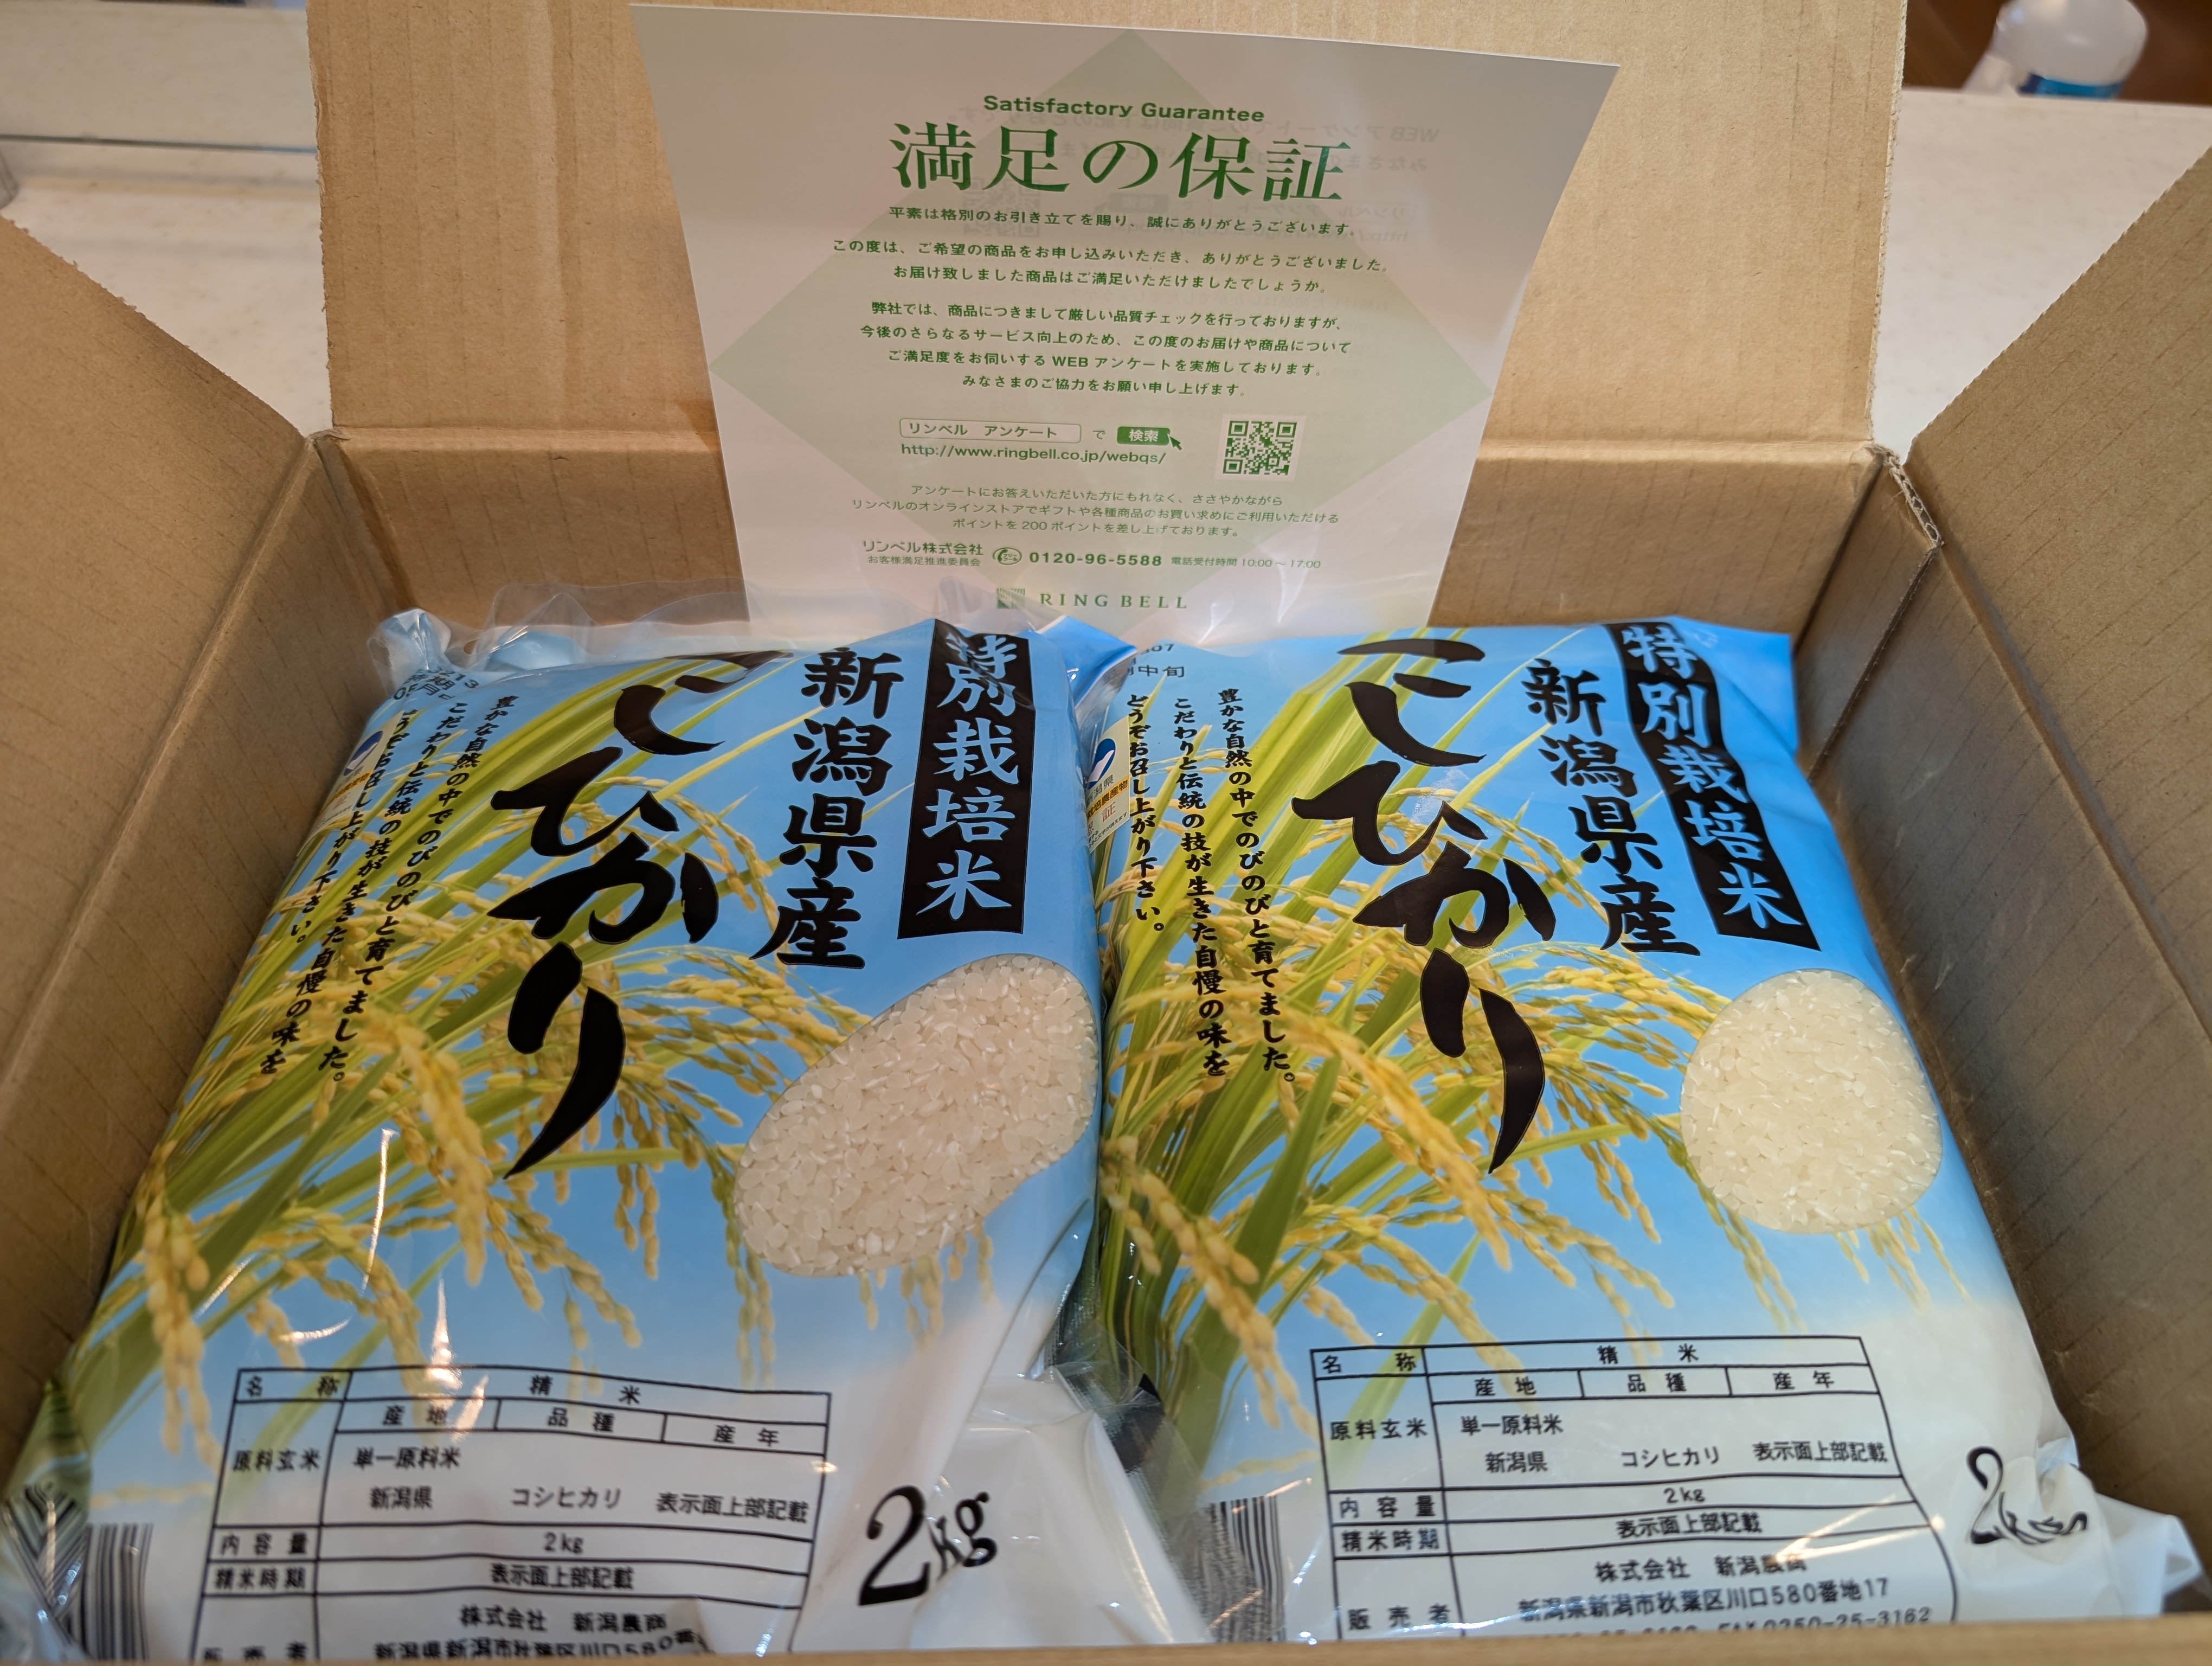 Satisfactory Guarantee
満足の保証
平素は格別のお引き立てを賜り、誠にありがとうございます。
この度は、ご希望の商品をお申し込みいただき、ありがとうございました。
お届け致しました商品はご満足いただけましたでしょうか。
弊社では、商品につきまして厳しい品質チェックを行っておりますが、
今後のさらなるサービス向上のため、この度のお届けや商品について
ご満足度をお伺いする WEB アンケートを実施しております。
みなさまのご協力をお願い申し上げます。
リンベル アンケート で 検索
http://www.ringbell.co.jp/webqs/
アンケートにお答えいただいた方にもれなく、ささやかながら
リンベルのオンラインストアでギフトや各種商品のお買い求めにご利用いただける
ポイントを 200 ポイントを差し上げております。
リンベル株式会社
お客様満足推進委員会
0120-96-5588 電話受付時間 10:00～17:00
RING BELL
特別栽培米
新潟県産
こしひかり
豊かな自然の中でのびのびと育てました。
こだわりと伝統の技が生きた自慢の味を
どうぞお召し上がり下さい。
名称 精米
産地 品種 産年
原料玄米 単一原料米
新潟県 コシヒカリ 表示面上部記載
内容量 2kg
精米時期 表示面上部記載
販売者 株式会社 新潟農商
新潟県新潟市秋葉区川口580番
2kg
中旬
特別栽培米
新潟県産
こしひかり
豊かな自然の中でのびのびと育てました。
こだわりと伝統の技が生きた自慢の味を
どうぞお召し上がり下さい。
名称 精米
産地 品種 産年
原料玄米 単一原料米
新潟県 コシヒカリ 表示面上部記載
内容量 2kg
精米時期 表示面上部記載
販売者 株式会社 新潟農商
新潟県新潟市秋葉区川口580番地17
FAX 0250-25-3162
2kg